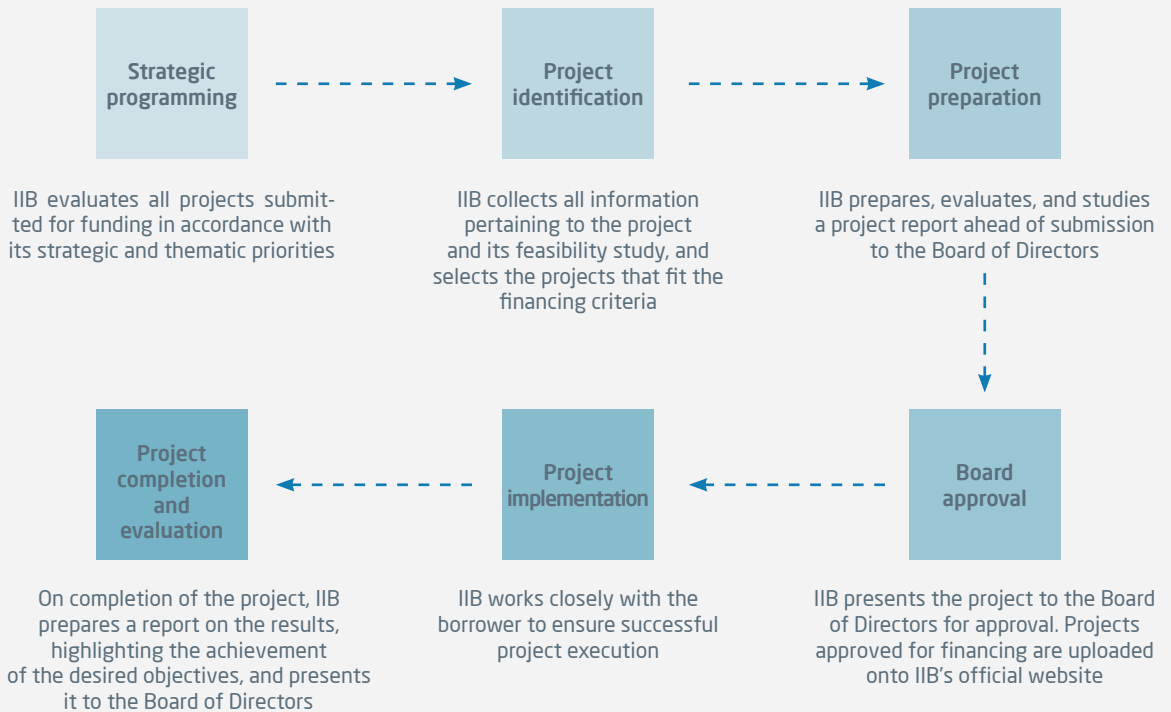 Strategic
programming
IIB evaluates all projects submit-
ted for funding in accordance with
its strategic and thematic priorities
Project
identification
IIB collects all information
pertaining to the project
and its feasibility study, and
selects the projects that fit the
financing criteria
Project
preparation
IIB prepares, evaluates, and studies
a project report ahead of submission
to the Board of Directors
Board
approval
IIB presents the project to the Board
of Directors for approval. Projects
approved for financing are uploaded
onto IIB's official website
Project
implementation
IIB works closely with the
borrower to ensure successful
project execution
Project
completion
and
evaluation
On completion of the project, IIB
prepares a report on the results,
highlighting the achievement
of the desired objectives, and presents
it to the Board of Directors